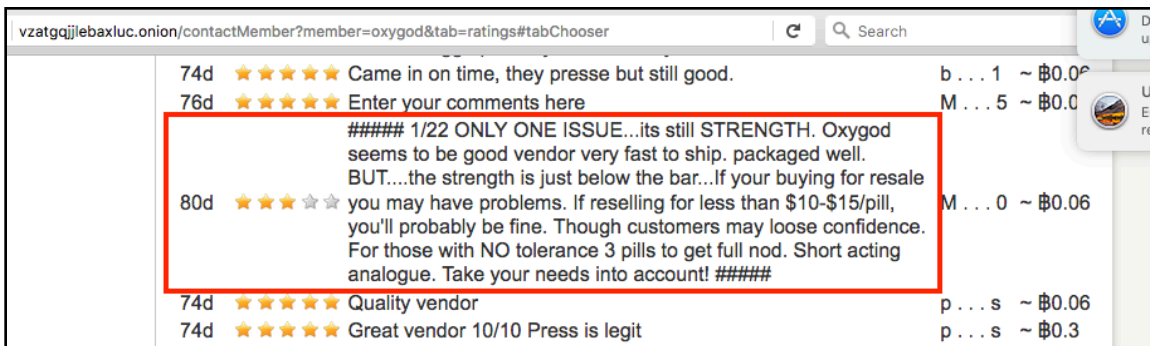 vzatgqjjlebaxluc.onion/contactMember?member=oxygod&tab=ratings#tabChooser Search
74d Came in on time, they presse but still good. b . . . 1 ~ ฿0.06
76d Enter your comments here M . . . 5 ~ ฿0.0
##### 1/22 ONLY ONE ISSUE...its still STRENGTH. Oxygod
seems to be good vendor very fast to ship. packaged well.
BUT....the strength is just below the bar...If your buying for resale
80d you may have problems. If reselling for less than $10-$15/pill, M . . . 0 ~ ฿0.06
you'll probably be fine. Though customers may loose confidence.
For those with NO tolerance 3 pills to get full nod. Short acting
analogue. Take your needs into account! #####
74d Quality vendor p . . . s ~ ฿0.06
74d Great vendor 10/10 Press is legit p . . . s ~ ฿0.3